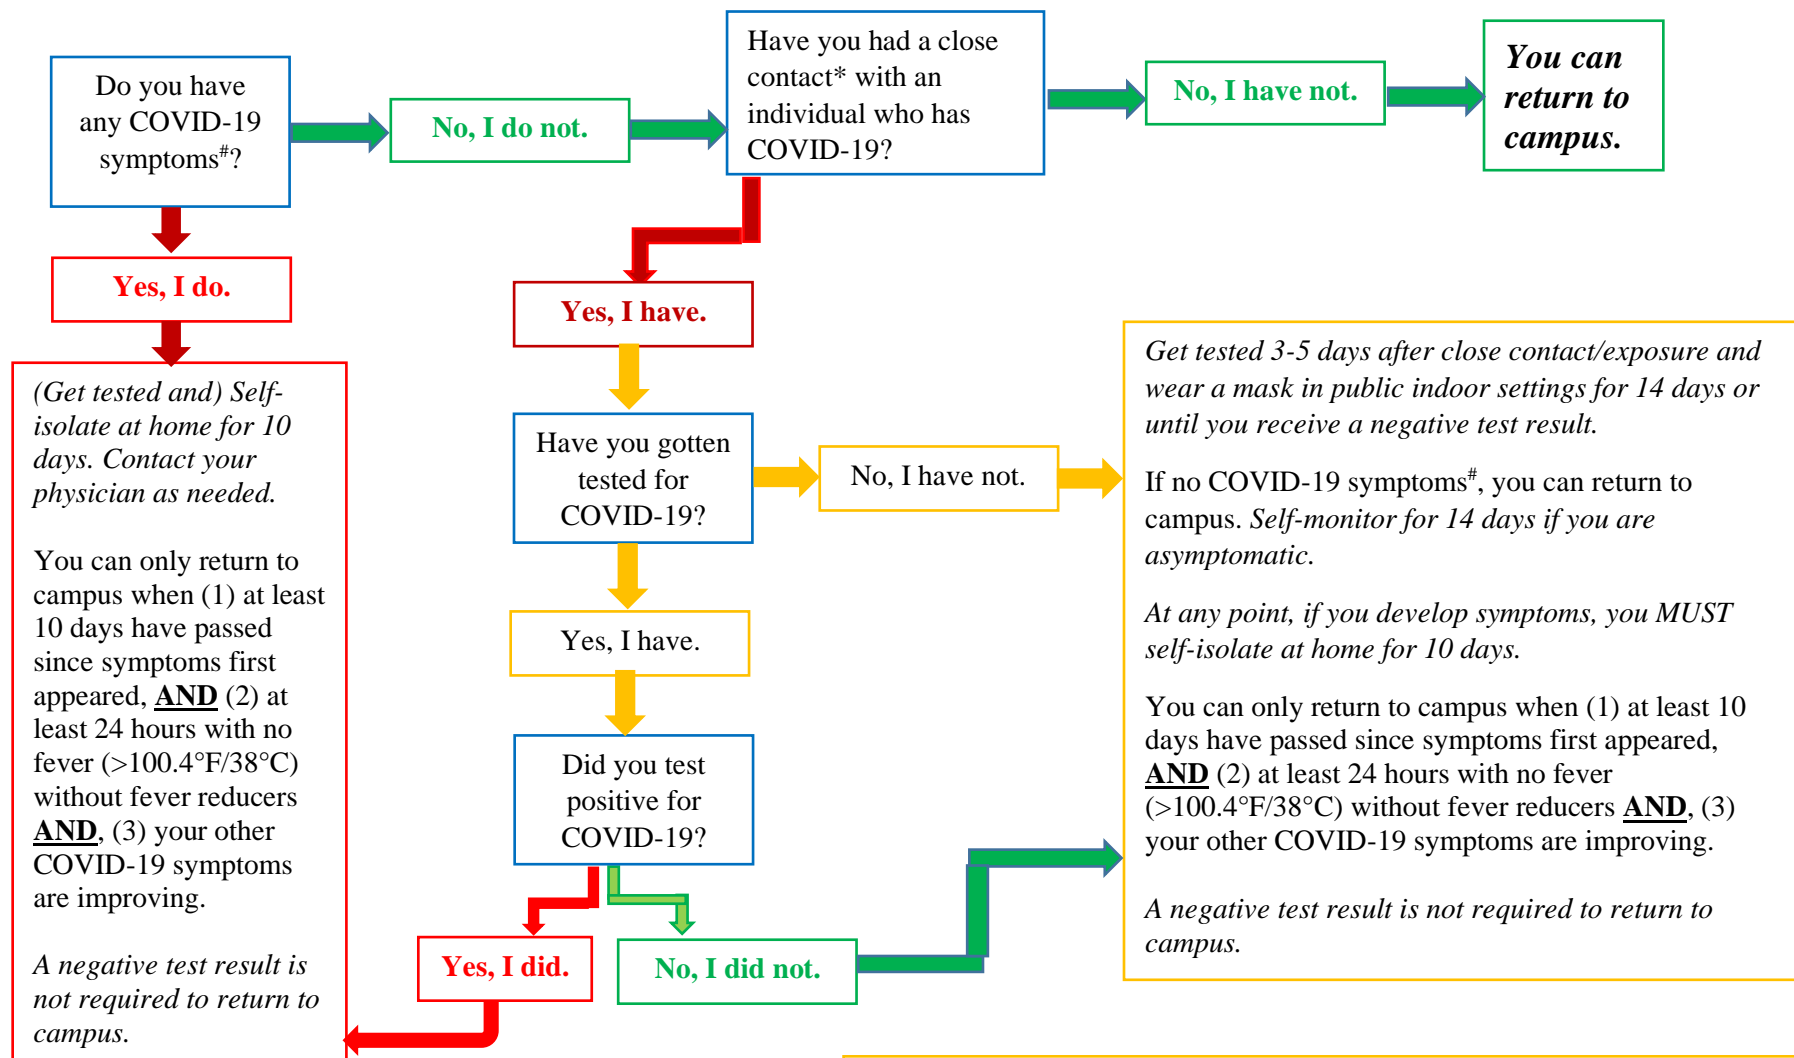 Do you have
any COVID-19
symptoms#?
No, I do not.
Have you had a close
contact* with an
individual who has
COVID-19?
No, I have not.
You can
return to
campus.
Yes, I do.
(Get tested and) Self-
isolate at home for 10
days. Contact your
physician as needed.
You can only return to
campus when (1) at least
10 days have passed
since symptoms first
appeared, AND (2) at
least 24 hours with no
fever (>100.4°F/38°C)
without fever reducers
AND, (3) your other
COVID-19 symptoms
are improving.
A negative test result is
not required to return to
campus.
Yes, I have.
Have you gotten
tested for
COVID-19?
No, I have not.
Get tested 3-5 days after close contact/exposure and
wear a mask in public indoor settings for 14 days or
until you receive a negative test result.
If no COVID-19 symptoms#, you can return to
campus. Self-monitor for 14 days if you are
asymptomatic.
At any point, if you develop symptoms, you MUST
self-isolate at home for 10 days.
You can only return to campus when (1) at least 10
days have passed since symptoms first appeared,
AND (2) at least 24 hours with no fever
(>100.4°F/38°C) without fever reducers AND, (3)
your other COVID-19 symptoms are improving.
A negative test result is not required to return to
campus.
Yes, I have.
Did you test
positive for
COVID-19?
Yes, I did.
No, I did not.